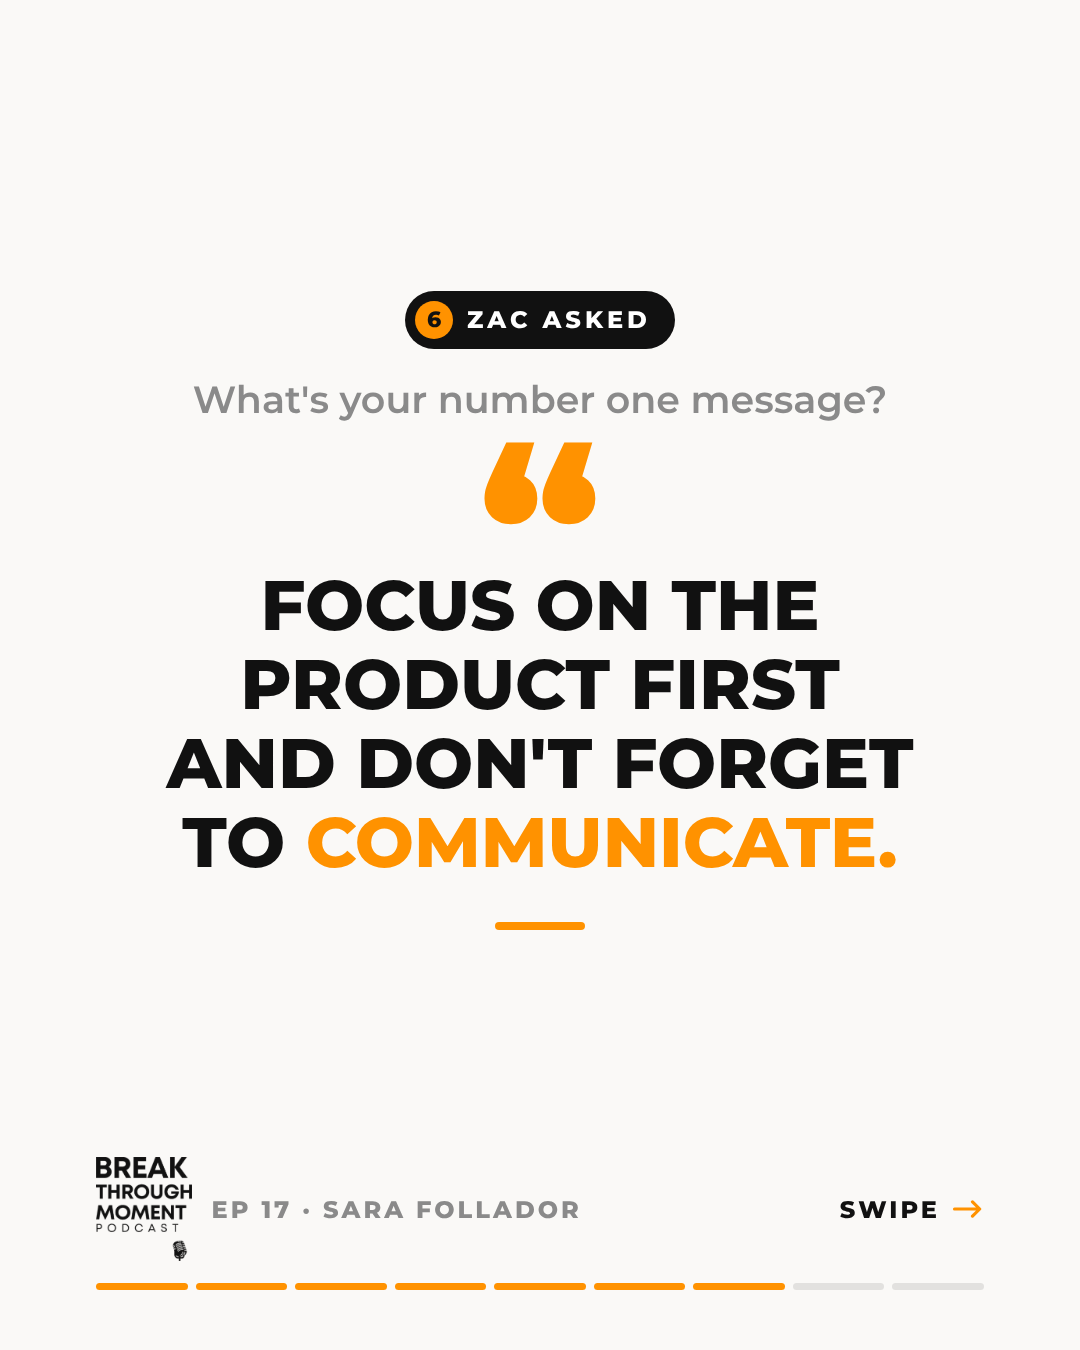 6 ZAC ASKED
What's your number one message?
“
FOCUS ON THE
PRODUCT FIRST
AND DON'T FORGET
TO COMMUNICATE.
BREAK
THROUGH
MOMENT
PODCAST
EP 17 · SARA FOLLADOR
SWIPE →